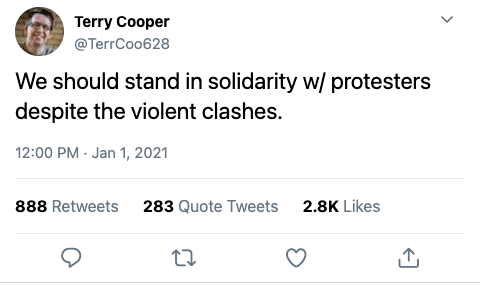 Terry Cooper
@TerrCoo628
We should stand in solidarity w/ protesters
despite the violent clashes.
12:00 PM · Jan 1, 2021
888 Retweets 283 Quote Tweets 2.8K Likes